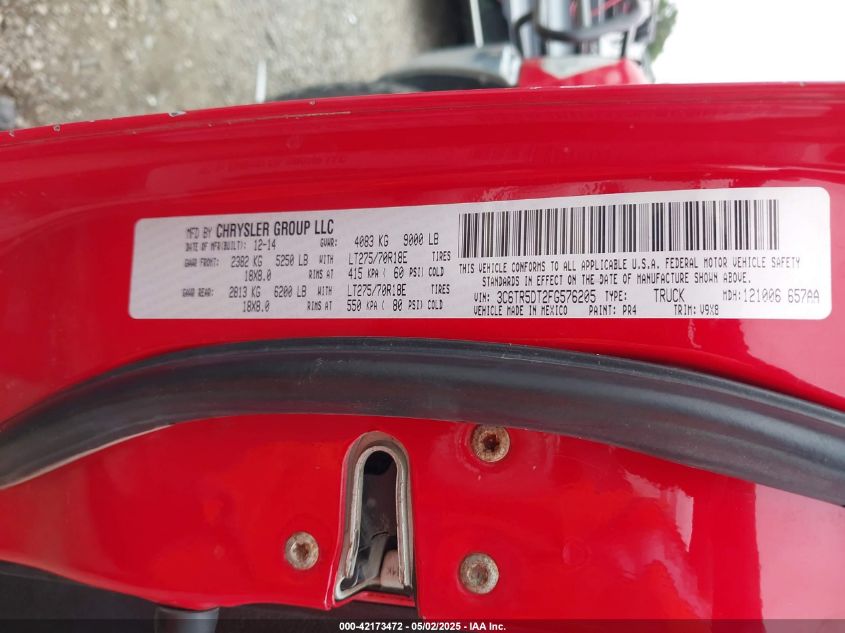 MFD BY CHRYSLER GROUP LLC
DATE OF MFR(BUILT): 12-14 GVWR: 4083 KG 9000 LB
GAWR FRONT: 2382 KG 5250 LB WITH LT275/70R18E TIRES
18X8.0 RIMS AT 415 KPA ( 60 PSI) COLD
GAWR REAR: 2813 KG 6200 LB WITH LT275/70R18E TIRES
18X8.0 RIMS AT 550 KPA ( 80 PSI) COLD
THIS VEHICLE CONFORMS TO ALL APPLICABLE U.S.A. FEDERAL MOTOR VEHICLE SAFETY
STANDARDS IN EFFECT ON THE DATE OF MANUFACTURE SHOWN ABOVE.
VIN: 3C6TR5DT2FG576205 TYPE: TRUCK MDH: 121006 657AA
VEHICLE MADE IN MEXICO PAINT: PR4 TRIM: V9X8
000-42173472 - 05/02/2025 - IAA Inc.